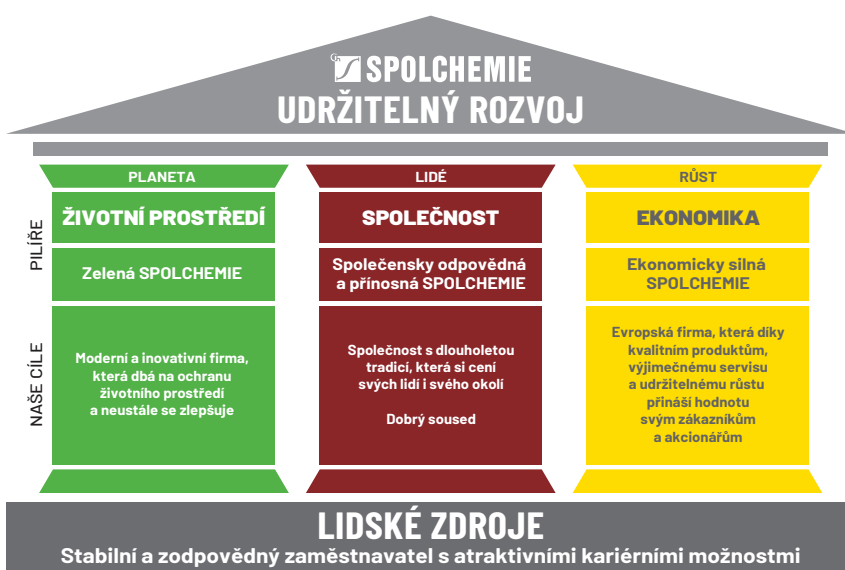 SPOLCHEMIE
UDRŽITELNÝ ROZVOJ
PLANETA
LIDÉ
RŮST
PILÍŘE
ŽIVOTNÍ PROSTŘEDÍ
SPOLEČNOST
EKONOMIKA
Zelená SPOLCHEMIE
Společensky odpovědná
a přínosná SPOLCHEMIE
Ekonomicky silná
SPOLCHEMIE
NAŠE CÍLE
Moderní a inovativní firma,
která dbá na ochranu
životního prostředí
a neustále se zlepšuje
Společnost s dlouholetou
tradicí, která si cení
svých lidí i svého okolí
Dobrý soused
Evropská firma, která díky
kvalitním produktům,
výjimečnému servisu
a udržitelnému růstu
přináší hodnotu
svým zákazníkům
a akcionářům
LIDSKÉ ZDROJE
Stabilní a zodpovědný zaměstnavatel s atraktivními kariérními možnostmi